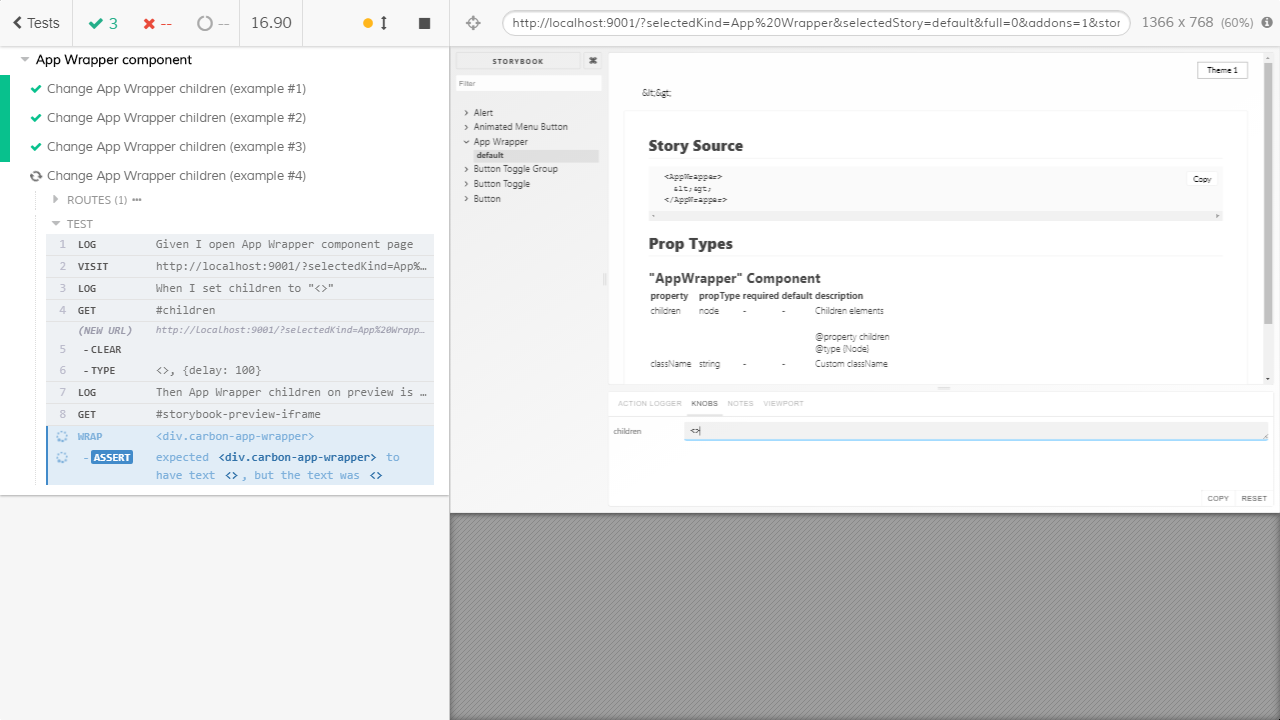 Tests
3
--
--
16.90
http://localhost:9001/?selectedKind=App%20Wrapper&selectedStory=default&full=0&addons=1&stor
1366 x 768 (60%)
App Wrapper component
Change App Wrapper children (example #1)
Change App Wrapper children (example #2)
Change App Wrapper children (example #3)
Change App Wrapper children (example #4)
ROUTES (1)
TEST
1 LOG Given I open App Wrapper component page
2 VISIT http://localhost:9001/?selectedKind=App%…
3 LOG When I set children to "<>"
4 GET #children
(NEW URL) http://localhost:9001/?selectedKind=App%20Wrapp…
5 - CLEAR
6 - TYPE <>, {delay: 100}
7 LOG Then App Wrapper children on preview is …
8 GET #storybook-preview-iframe
WRAP <div.carbon-app-wrapper>
- ASSERT expected <div.carbon-app-wrapper> to
have text <>, but the text was <>
STORYBOOK
⌘
Filter
Alert
Animated Menu Button
App Wrapper
default
Button Toggle Group
Button Toggle
Button
Theme 1
&lt;&gt;
Story Source
<AppWrapper>
&lt;&gt;
</AppWrapper>
Copy
Prop Types
"AppWrapper" Component
property propType required default description
children node - - Children elements
@property children
@type {Node}
className string - - Custom className
ACTION LOGGER KNOBS NOTES VIEWPORT
children <>
COPY RESET